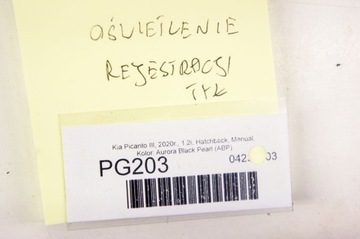 OŚWIETLENIE
REJESTRACJI
TYŁ
Kia Picanto III, 2020r., 1.2i, Hatchback, Manual,
Kolor: Aurora Black Pearl (ABP)
PG203